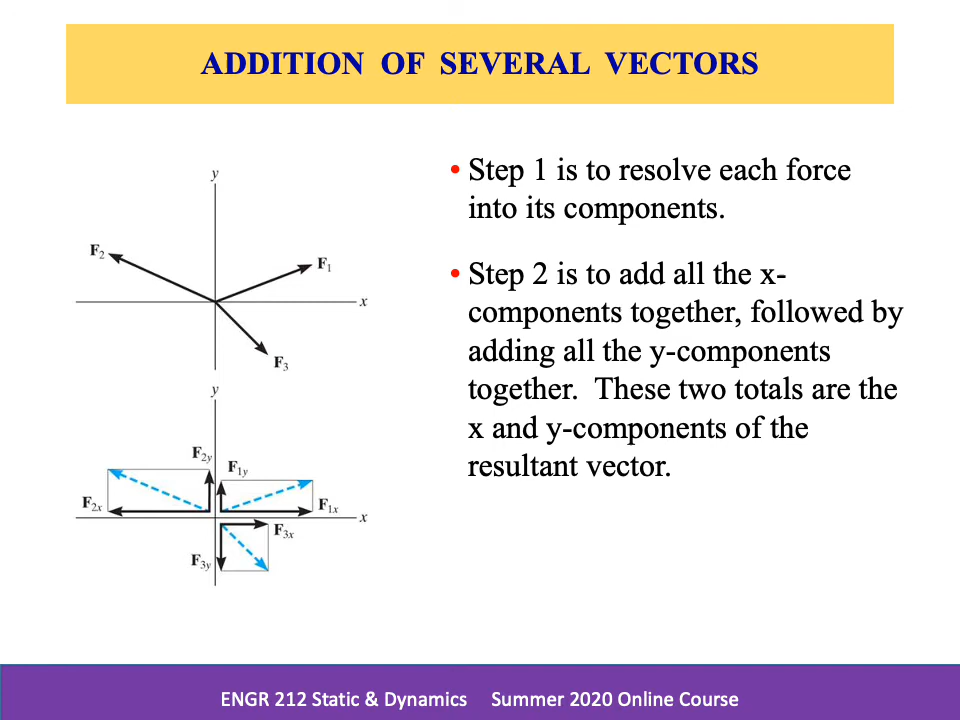 ADDITION OF SEVERAL VECTORS
y
F2
F1
x
F3
y
F2y
F1y
F2x
F1x
x
F3x
F3y
• Step 1 is to resolve each force
into its components.
• Step 2 is to add all the x-
components together, followed by
adding all the y-components
together. These two totals are the
x and y-components of the
resultant vector.
ENGR 212 Static & Dynamics Summer 2020 Online Course